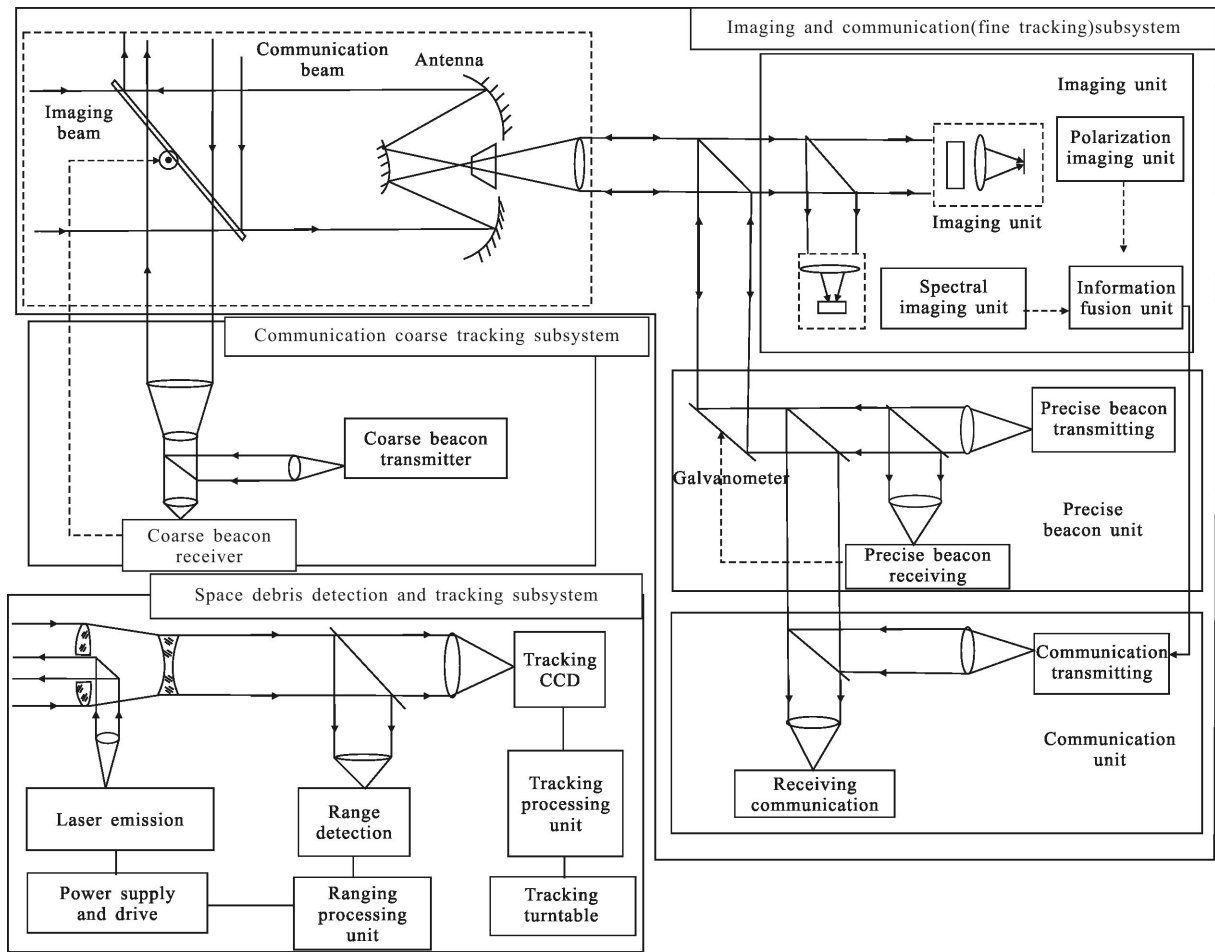 Imaging and communication(fine tracking)subsystem
Communication
beam
Antenna
Imaging
beam
Imaging unit
Polarization
imaging unit
Imaging unit
Spectral
imaging unit
Information
fusion unit
Communication coarse tracking subsystem
Coarse beacon
transmitter
Coarse beacon
receiver
Precise beacon
transmitting
Galvanometer
Precise
beacon unit
Precise beacon
receiving
Space debris detection and tracking subsystem
Tracking
CCD
Communication
transmitting
Communication
unit
Receiving
communication
Laser emission
Range
detection
Tracking
processing
unit
Power supply
and drive
Ranging
processing
unit
Tracking
turntable